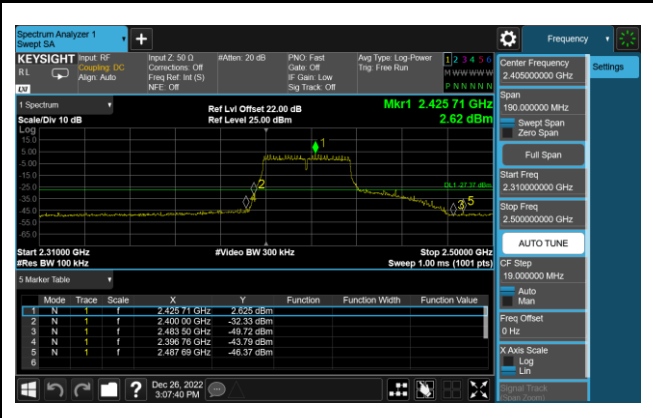 Spectrum Analyzer 1
Swept SA
Frequency
KEYSIGHT
RL
LXI
Input: RF
Coupling: DC
Align: Auto
Input Z: 50 Ω
Corrections: Off
Freq Ref: Int (S)
NFE: Off
#Atten: 20 dB
PNO: Fast
Gate: Off
IF Gain: Low
Sig Track: Off
Avg Type: Log-Power
Trig: Free Run
1 2 3 4 5 6
M W W W W W
P N N N N N
Center Frequency
2.405000000 GHz
Settings
Span
190.000000 MHz
Swept Span
Zero Span
Full Span
Start Freq
2.310000000 GHz
Stop Freq
2.500000000 GHz
AUTO TUNE
CF Step
19.000000 MHz
Auto
Man
Freq Offset
0 Hz
X Axis Scale
Log
Lin
Signal Track
(Span Zoom)
1 Spectrum
Scale/Div 10 dB
Ref Lvl Offset 22.00 dB
Ref Level 25.00 dBm
Mkr1 2.425 71 GHz
2.62 dBm
Log
15.0
5.00
-5.00
-15.0
-25.0
-35.0
-45.0
-55.0
-65.0
1
2
4
3
5
DL1 -27.37 dBm
Start 2.31000 GHz
#Res BW 100 kHz
#Video BW 300 kHz
Stop 2.50000 GHz
Sweep 1.00 ms (1001 pts)
5 Marker Table
Mode Trace Scale X Y Function Function Width Function Value
1 N 1 f 2.425 71 GHz 2.625 dBm
2 N 1 f 2.400 00 GHz -32.33 dBm
3 N 1 f 2.483 50 GHz -49.72 dBm
4 N 1 f 2.396 76 GHz -43.79 dBm
5 N 1 f 2.487 69 GHz -46.37 dBm
6
?
Dec 26, 2022
3:07:40 PM